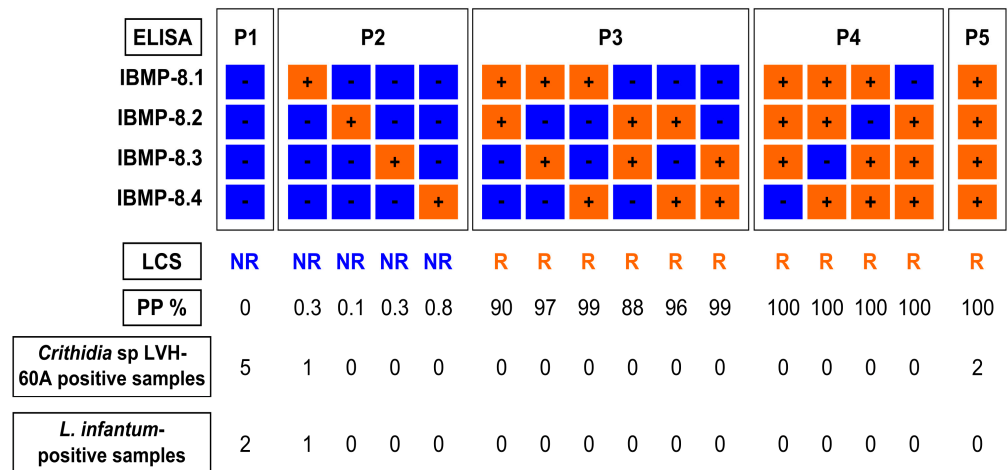 ELISA P1 P2 P3 P4 P5
IBMP-8.1 - + - - - + + + - - - + + + - +
IBMP-8.2 - - + - - + - - + + - + + - + +
IBMP-8.3 - - - + - - + - + - + + - + + +
IBMP-8.4 - - - - + - - + - + + - + + + +
LCS NR NR NR NR NR R R R R R R R R R R R
PP % 0 0.3 0.1 0.3 0.8 90 97 99 88 96 99 100 100 100 100 100
Crithidia sp LVH-
60A positive samples 5 1 0 0 0 0 0 0 0 0 0 0 0 0 0 2
L. infantum-
positive samples 2 1 0 0 0 0 0 0 0 0 0 0 0 0 0 0